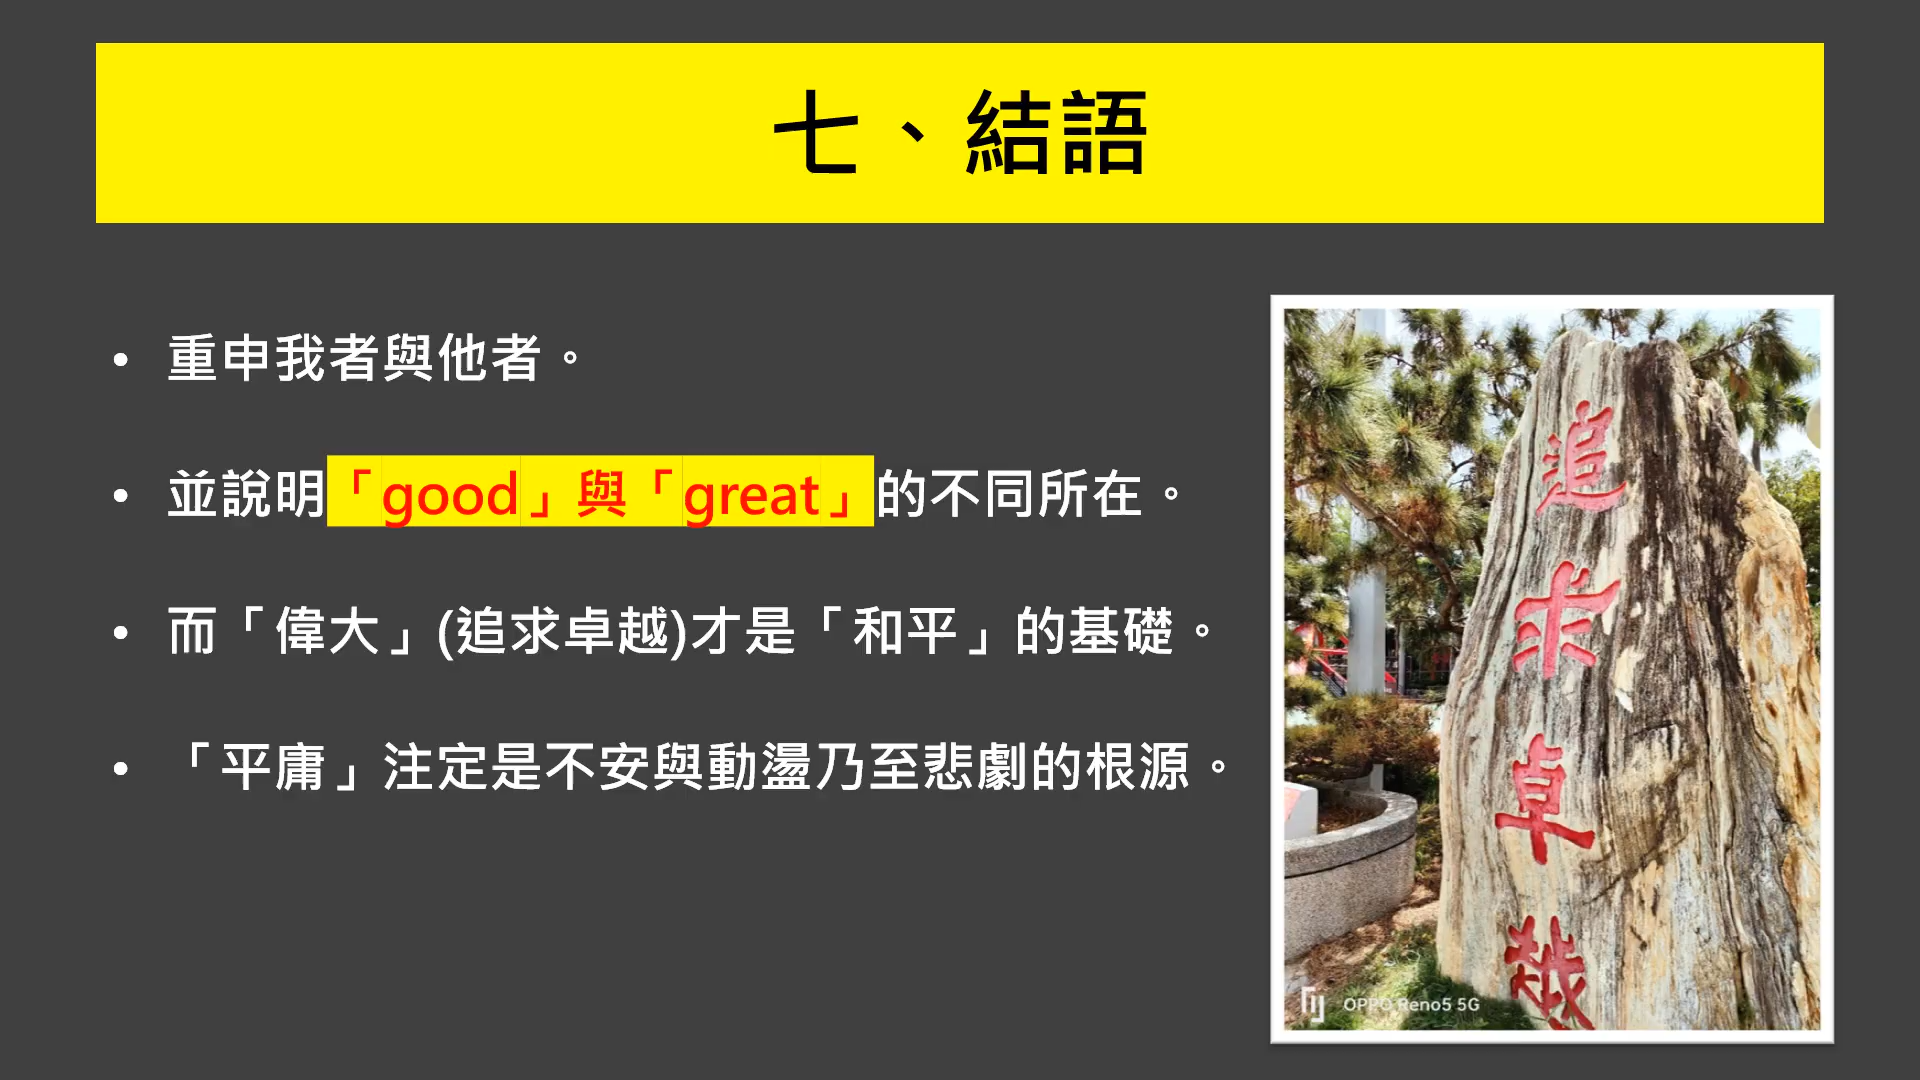 七、結語
• 重申我者與他者。
• 並說明「good」與「great」的不同所在。
• 而「偉大」(追求卓越)才是「和平」的基礎。
• 「平庸」注定是不安與動盪乃至悲劇的根源。
追求卓越
OPPO Reno5 5G